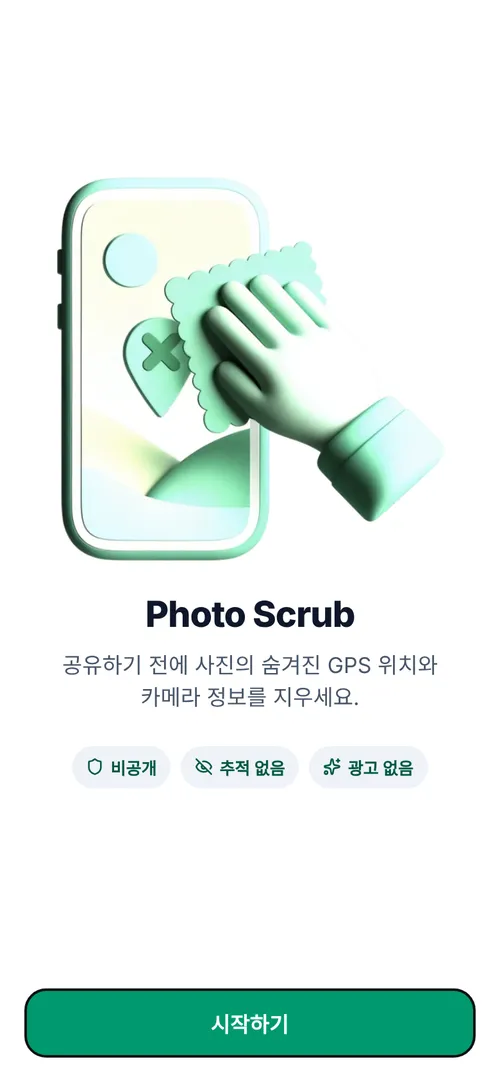 Photo Scrub
공유하기 전에 사진의 숨겨진 GPS 위치와
카메라 정보를 지우세요.
비공개
추적 없음
광고 없음
시작하기